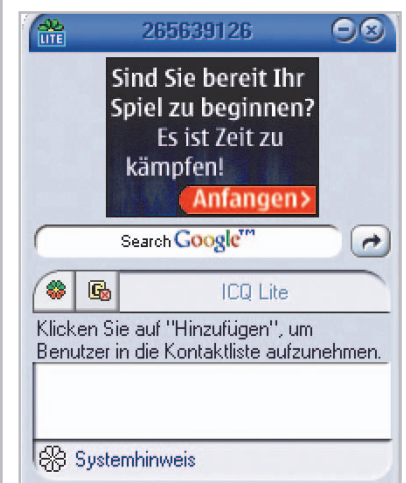 LITE
265639126
Sind Sie bereit Ihr
Spiel zu beginnen?
Es ist Zeit zu
kämpfen!
Anfangen>
Search Google™
ICQ Lite
Klicken Sie auf "Hinzufügen", um
Benutzer in die Kontaktliste aufzunehmen.
Systemhinweis